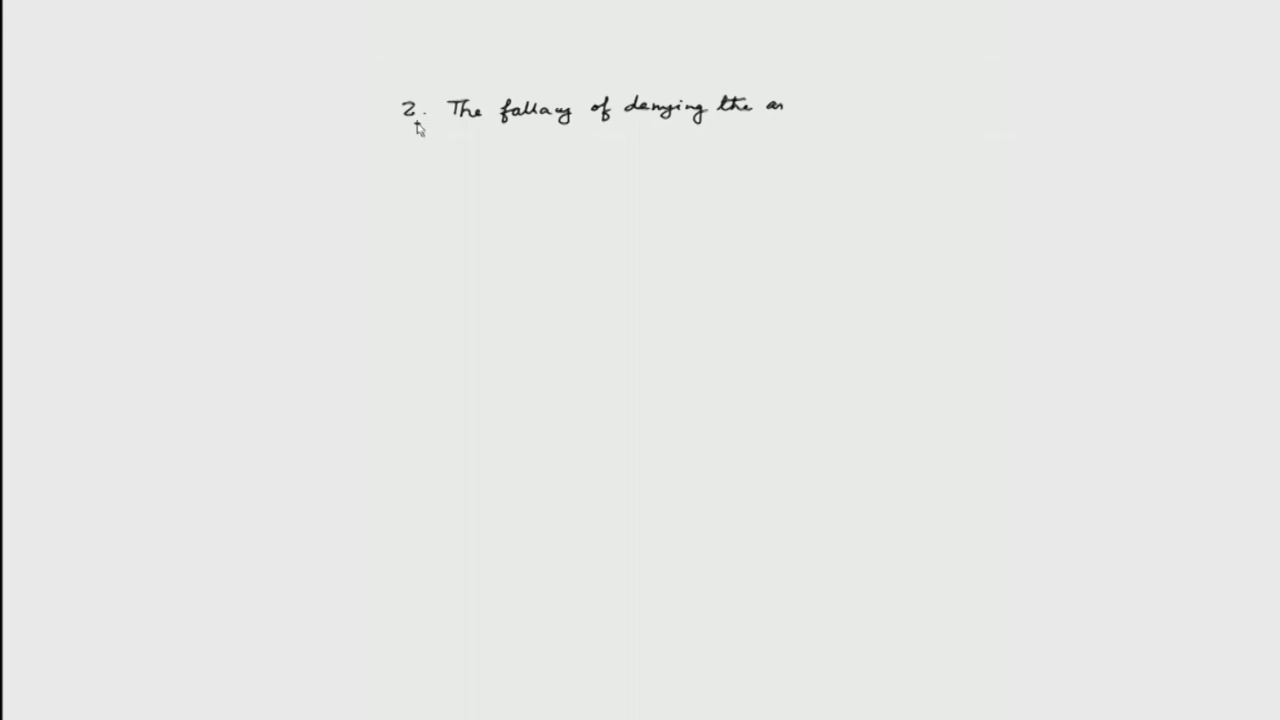 2. The fallacy of denying the an